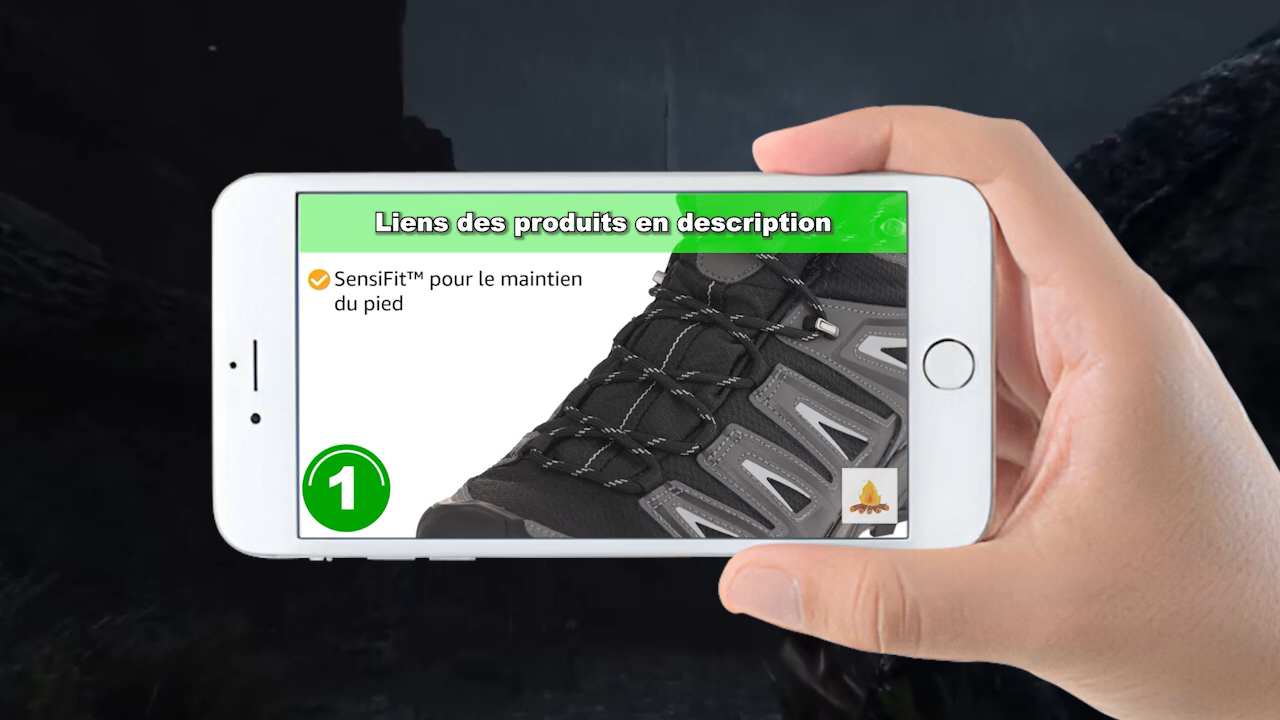 Liens des produits en description
SensiFit™ pour le maintien
du pied
1